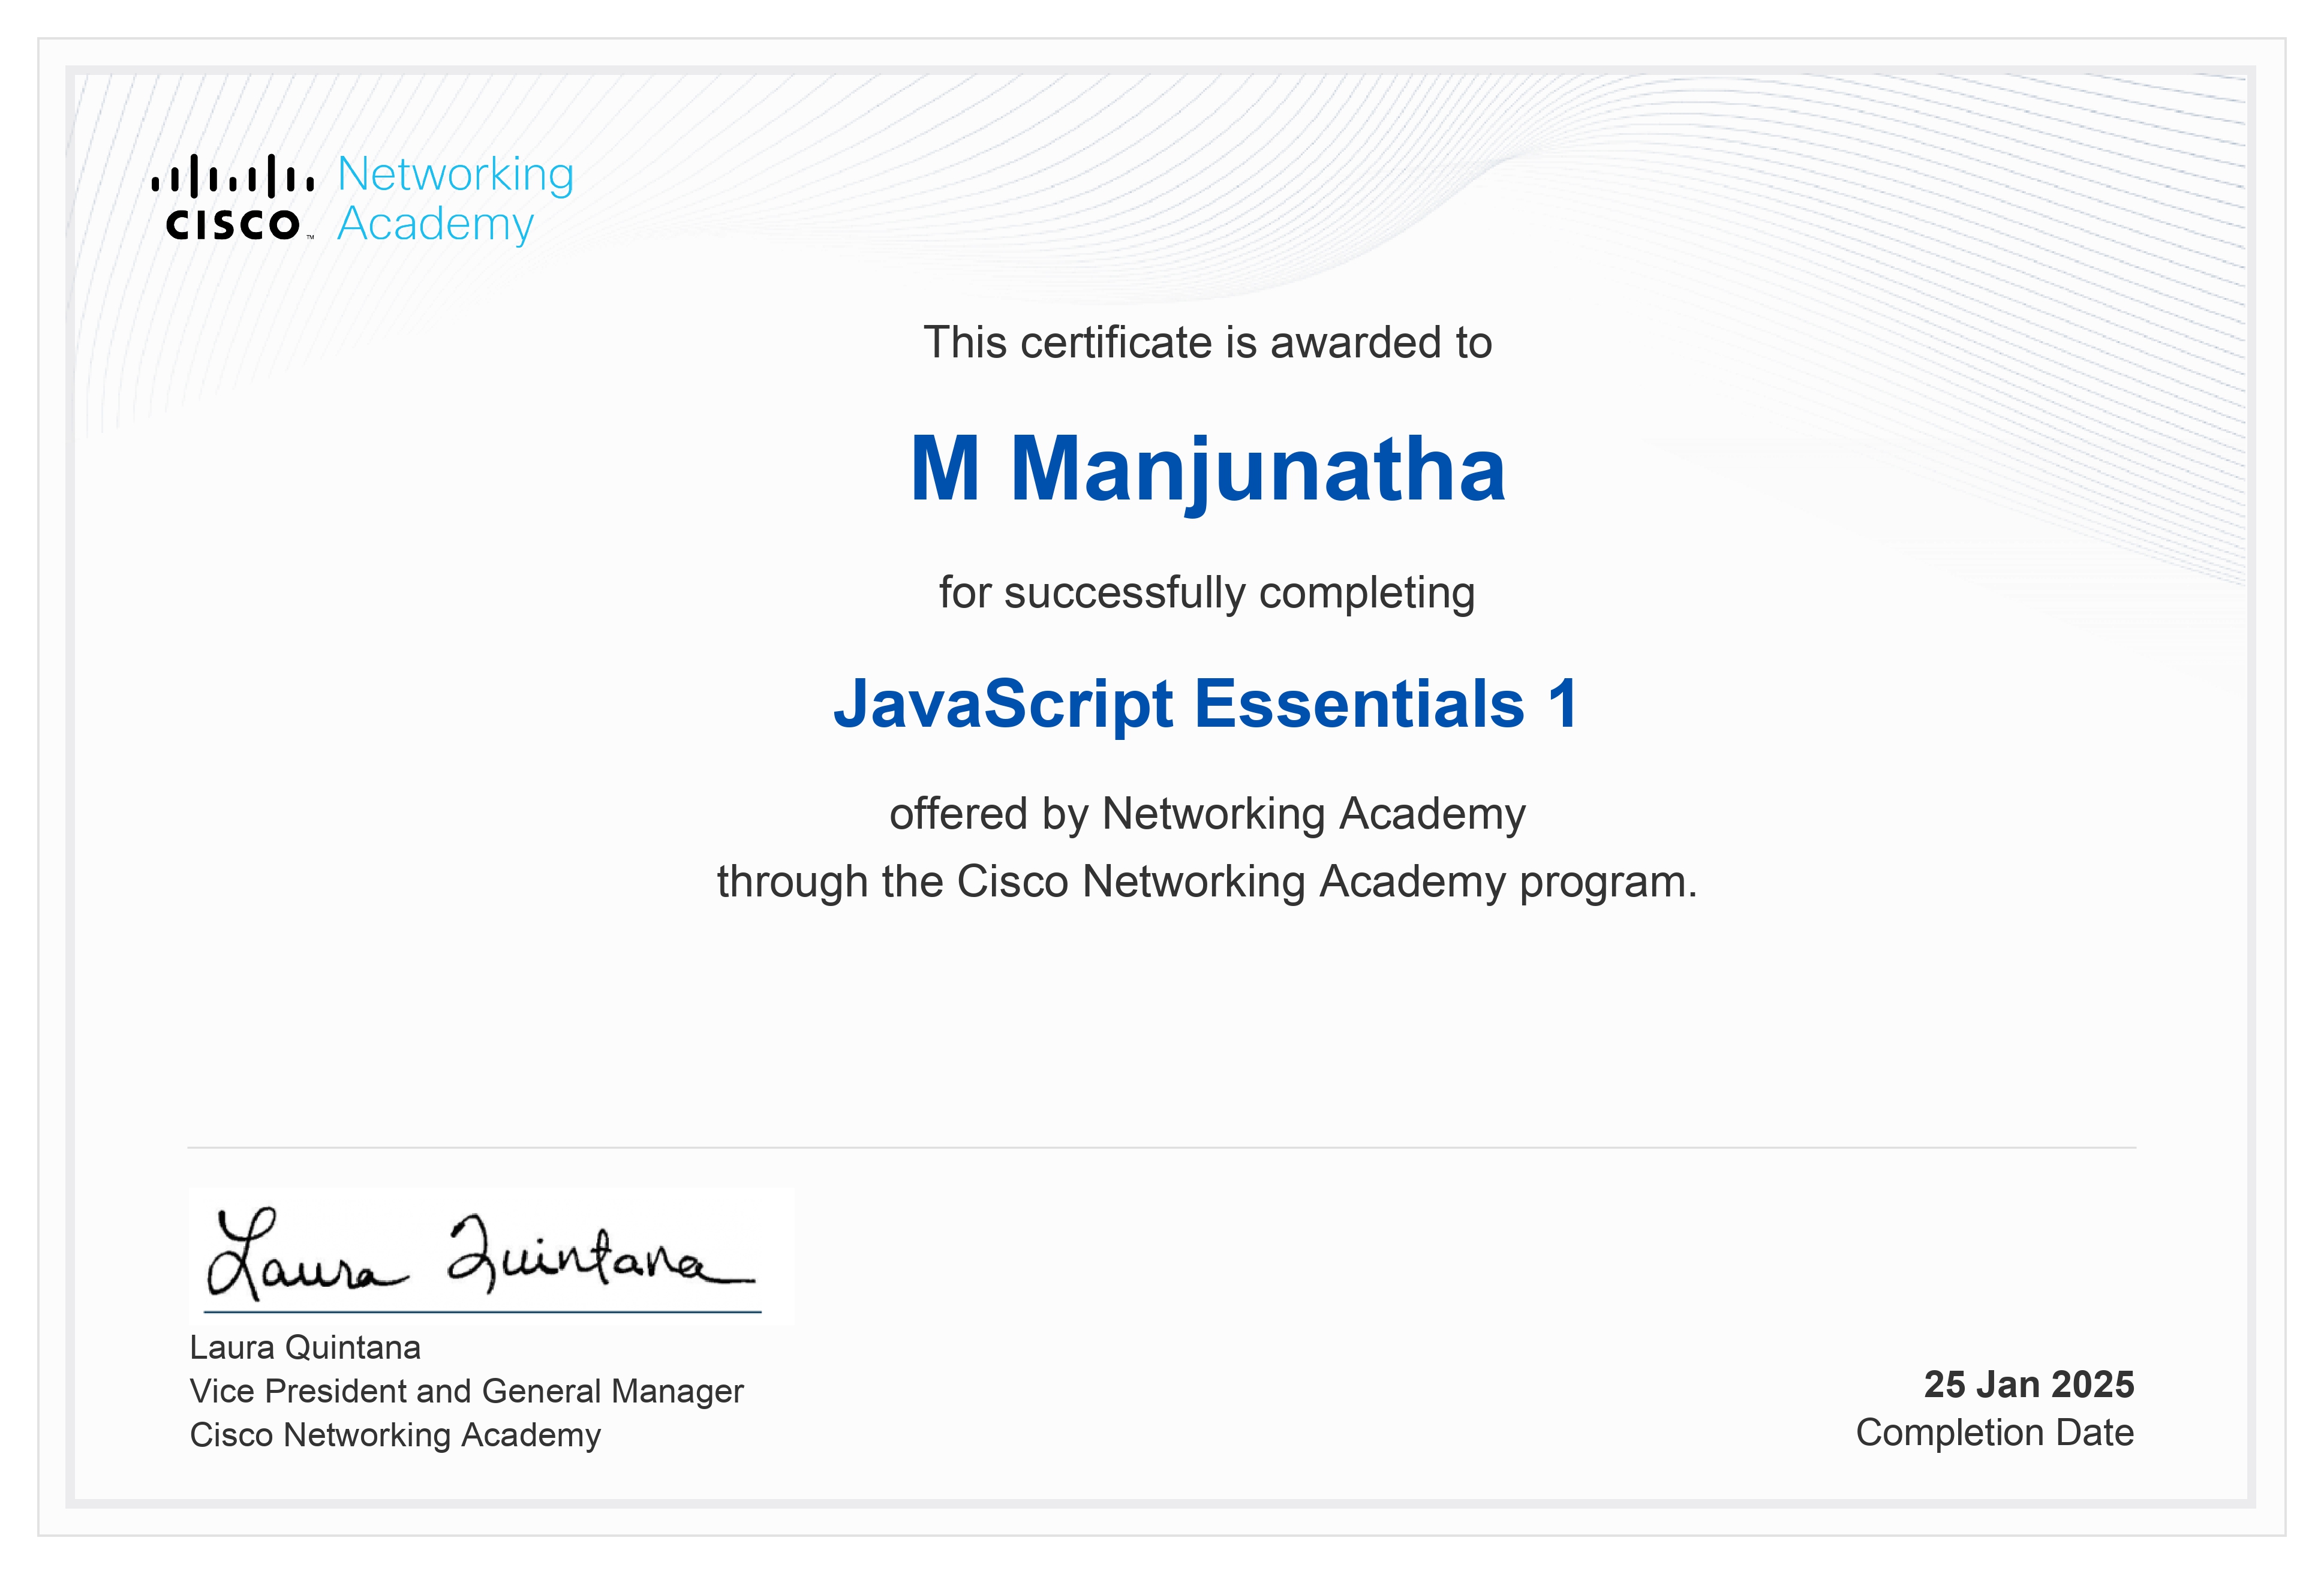 Networking
Academy
CISCO™
This certificate is awarded to
M Manjunatha
for successfully completing
JavaScript Essentials 1
offered by Networking Academy
through the Cisco Networking Academy program.
Laura Quintana
Laura Quintana
Vice President and General Manager
Cisco Networking Academy
25 Jan 2025
Completion Date